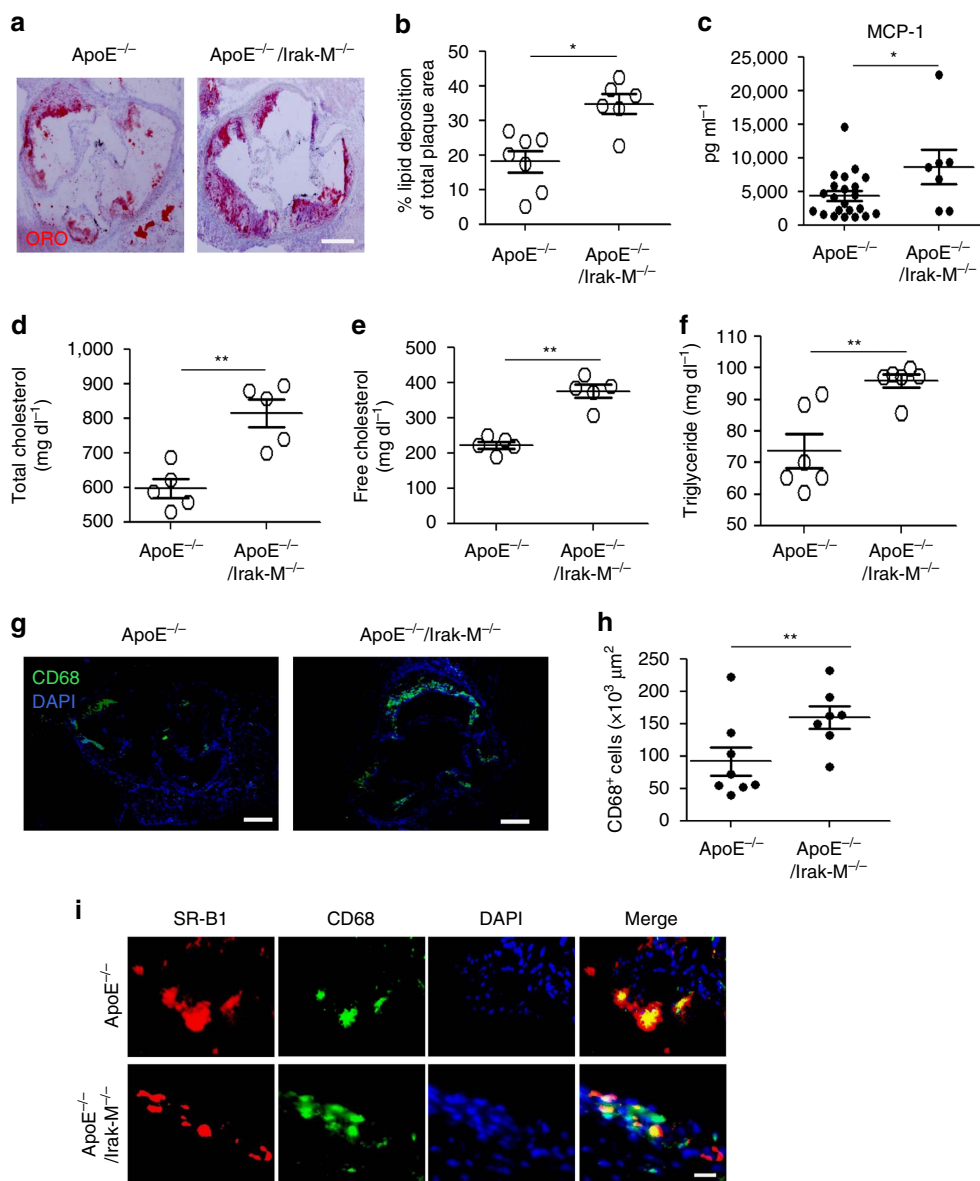 a
ApoE–/–
ApoE–/–/Irak-M–/–
ORO
b
*
50
40
30
20
10
0
% lipid deposition
of total plaque area
ApoE–/–
ApoE–/–
/Irak-M–/–
c
MCP-1
*
25,000
20,000
15,000
10,000
5,000
0
pg ml–1
ApoE–/–
ApoE–/–
/Irak-M–/–
d
**
1,000
900
800
700
600
500
Total cholesterol
(mg dl–1)
ApoE–/–
ApoE–/–
/Irak-M–/–
e
**
400
300
200
100
0
Free cholesterol
(mg dl–1)
ApoE–/–
ApoE–/–
/Irak-M–/–
f
**
100
90
80
70
60
50
Triglyceride (mg dl–1)
ApoE–/–
ApoE–/–
/Irak-M–/–
g
ApoE–/–
ApoE–/–/Irak-M–/–
CD68
DAPI
h
**
250
200
150
100
50
0
CD68+ cells (×103 µm2
ApoE–/–
ApoE–/–
/Irak-M–/–
i
SR-B1 CD68 DAPI Merge
ApoE–/–
ApoE–/–
/Irak-M–/–